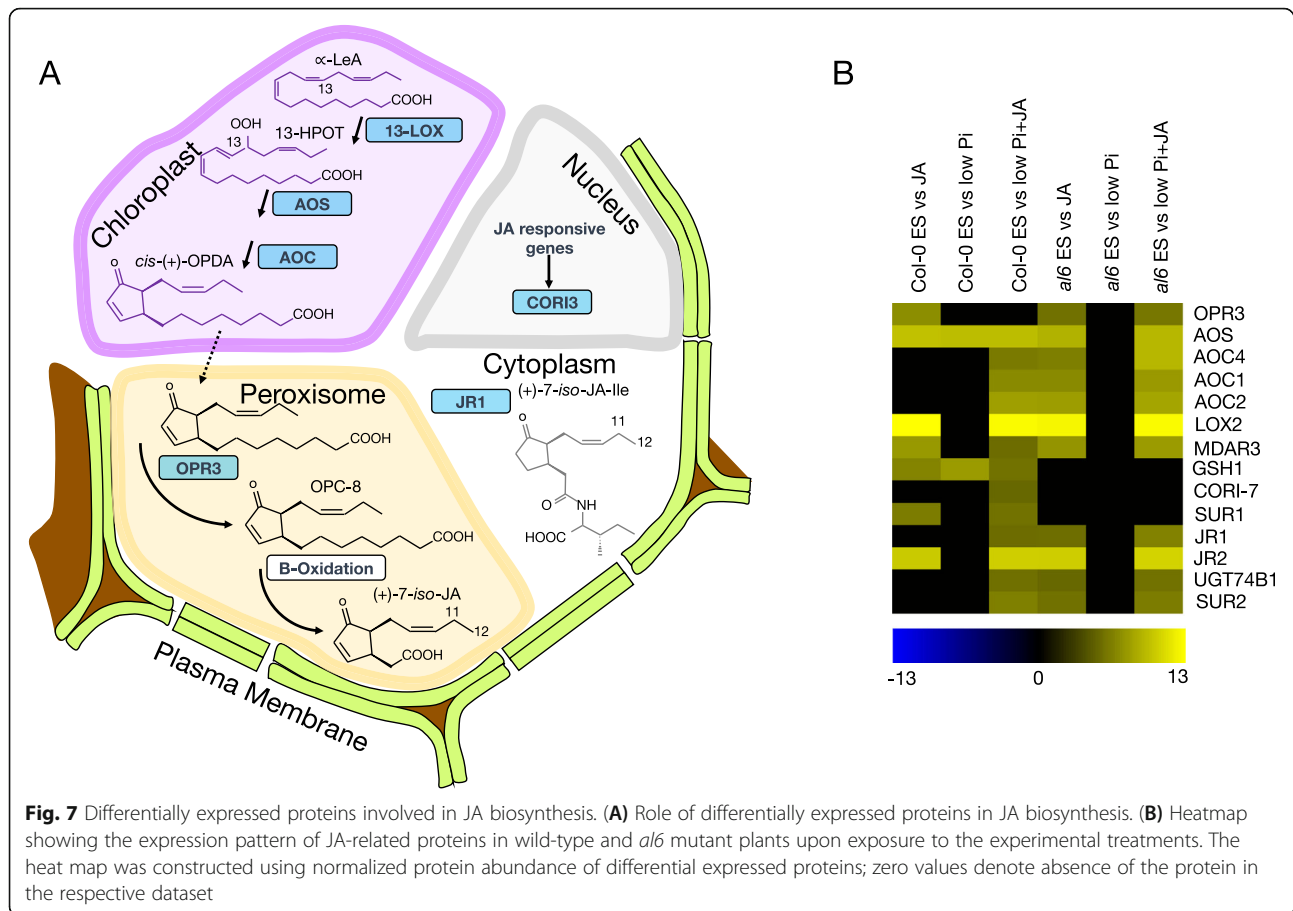 A
∝-LeA
13
COOH
OOH
13-HPOT
13-LOX
13
COOH
Chloroplast
AOS
AOC
cis-(+)-OPDA
O
COOH
Nucleus
JA responsive
genes
CORI3
Cytoplasm
(+)-7-iso-JA-Ile
JR1
O
11
12
O
NH
HOOC
Peroxisome
O
COOH
OPR3
OPC-8
O
COOH
B-Oxidation
(+)-7-iso-JA
O
11
12
COOH
Plasma Membrane
B
Col-0 ES vs JA
Col-0 ES vs low Pi
Col-0 ES vs low Pi+JA
al6 ES vs JA
al6 ES vs low Pi
al6 ES vs low Pi+JA
OPR3
AOS
AOC4
AOC1
AOC2
LOX2
MDAR3
GSH1
CORI-7
SUR1
JR1
JR2
UGT74B1
SUR2
-13 0 13
Fig. 7 Differentially expressed proteins involved in JA biosynthesis. (A) Role of differentially expressed proteins in JA biosynthesis. (B) Heatmap
showing the expression pattern of JA-related proteins in wild-type and al6 mutant plants upon exposure to the experimental treatments. The
heat map was constructed using normalized protein abundance of differential expressed proteins; zero values denote absence of the protein in
the respective dataset